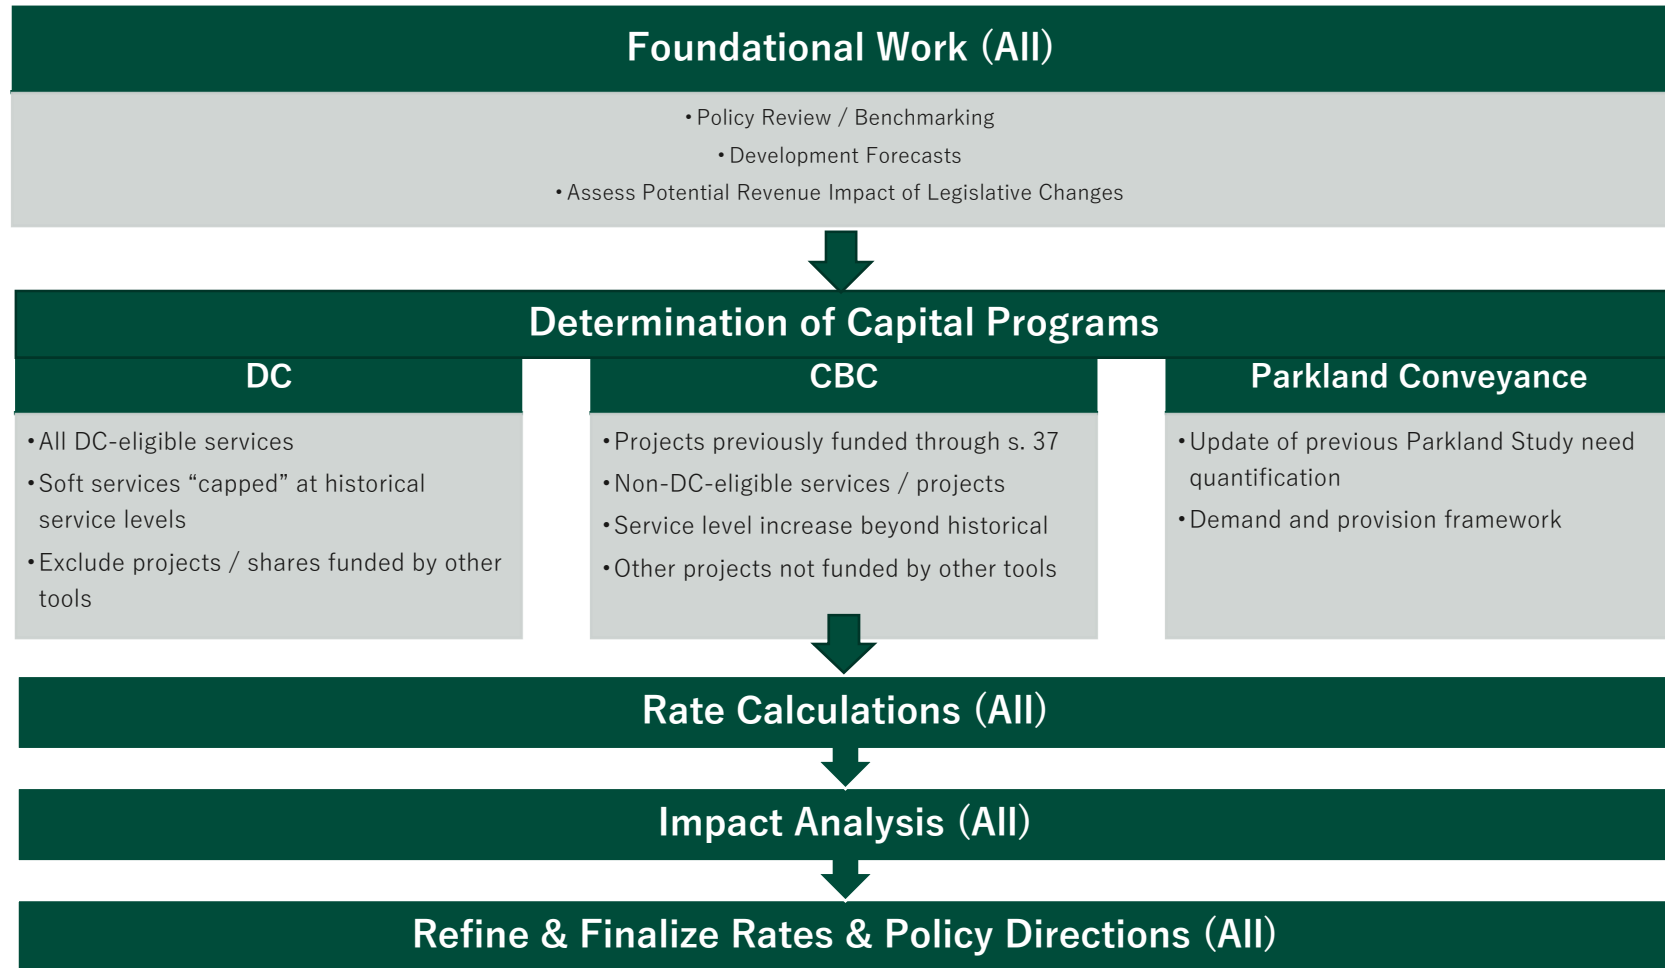 Foundational Work (All)
• Policy Review / Benchmarking
• Development Forecasts
• Assess Potential Revenue Impact of Legislative Changes
Determination of Capital Programs
DC
• All DC-eligible services
• Soft services “capped” at historical
service levels
• Exclude projects / shares funded by other
tools
CBC
• Projects previously funded through s. 37
• Non-DC-eligible services / projects
• Service level increase beyond historical
• Other projects not funded by other tools
Parkland Conveyance
• Update of previous Parkland Study need
quantification
• Demand and provision framework
Rate Calculations (All)
Impact Analysis (All)
Refine & Finalize Rates & Policy Directions (All)